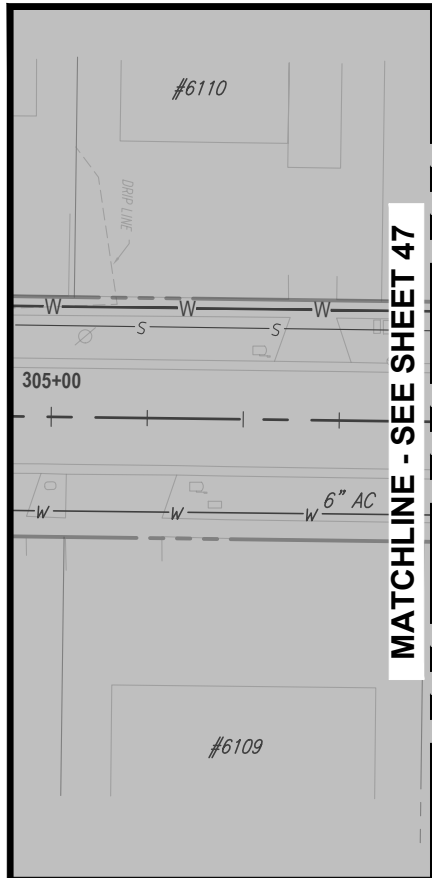 #6110
DRIP LINE
W W W
S S
305+00
6" AC
W W W
#6109
MATCHLINE - SEE SHEET 47